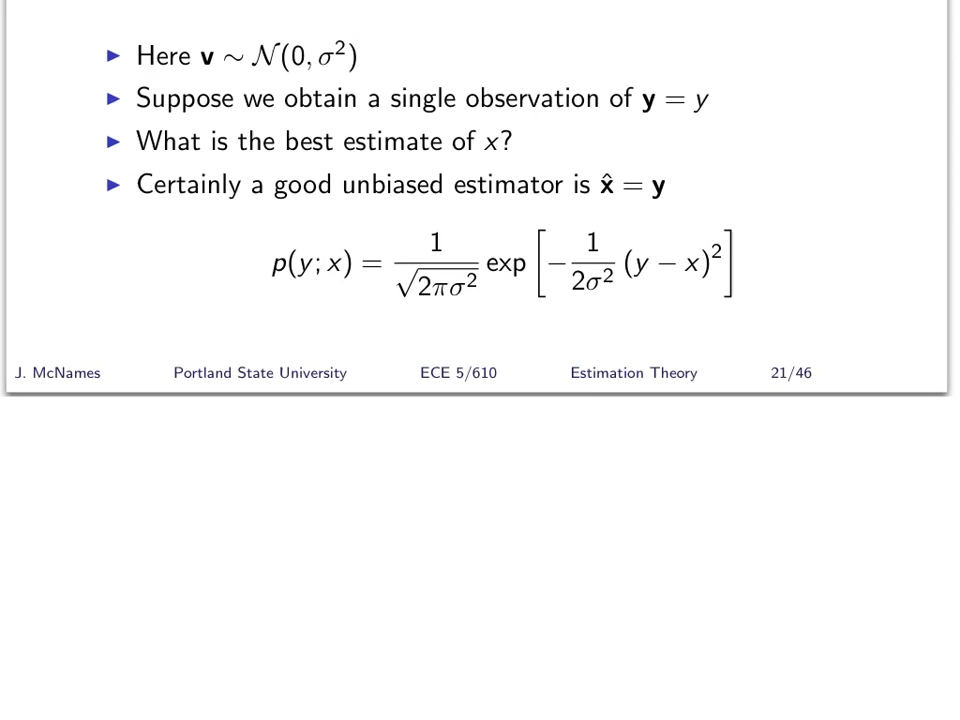 ▶ Here v ∼ 𝒩(0, σ²)
▶ Suppose we obtain a single observation of y = y
▶ What is the best estimate of x?
▶ Certainly a good unbiased estimator is x̂ = y
p(y; x) = 1/√(2πσ²) exp [−1/(2σ²) (y − x)²]
J. McNames Portland State University ECE 5/610 Estimation Theory 21/46